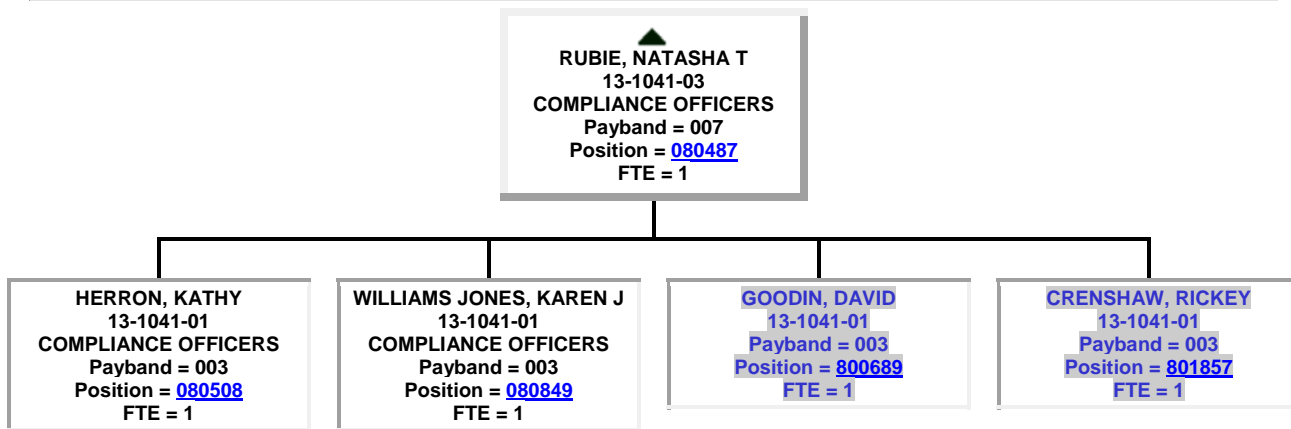 RUBIE, NATASHA T
13-1041-03
COMPLIANCE OFFICERS
Payband = 007
Position = 080487
FTE = 1
HERRON, KATHY
13-1041-01
COMPLIANCE OFFICERS
Payband = 003
Position = 080508
FTE = 1
WILLIAMS JONES, KAREN J
13-1041-01
COMPLIANCE OFFICERS
Payband = 003
Position = 080849
FTE = 1
GOODIN, DAVID
13-1041-01
Payband = 003
Position = 800689
FTE = 1
CRENSHAW, RICKEY
13-1041-01
Payband = 003
Position = 801857
FTE = 1